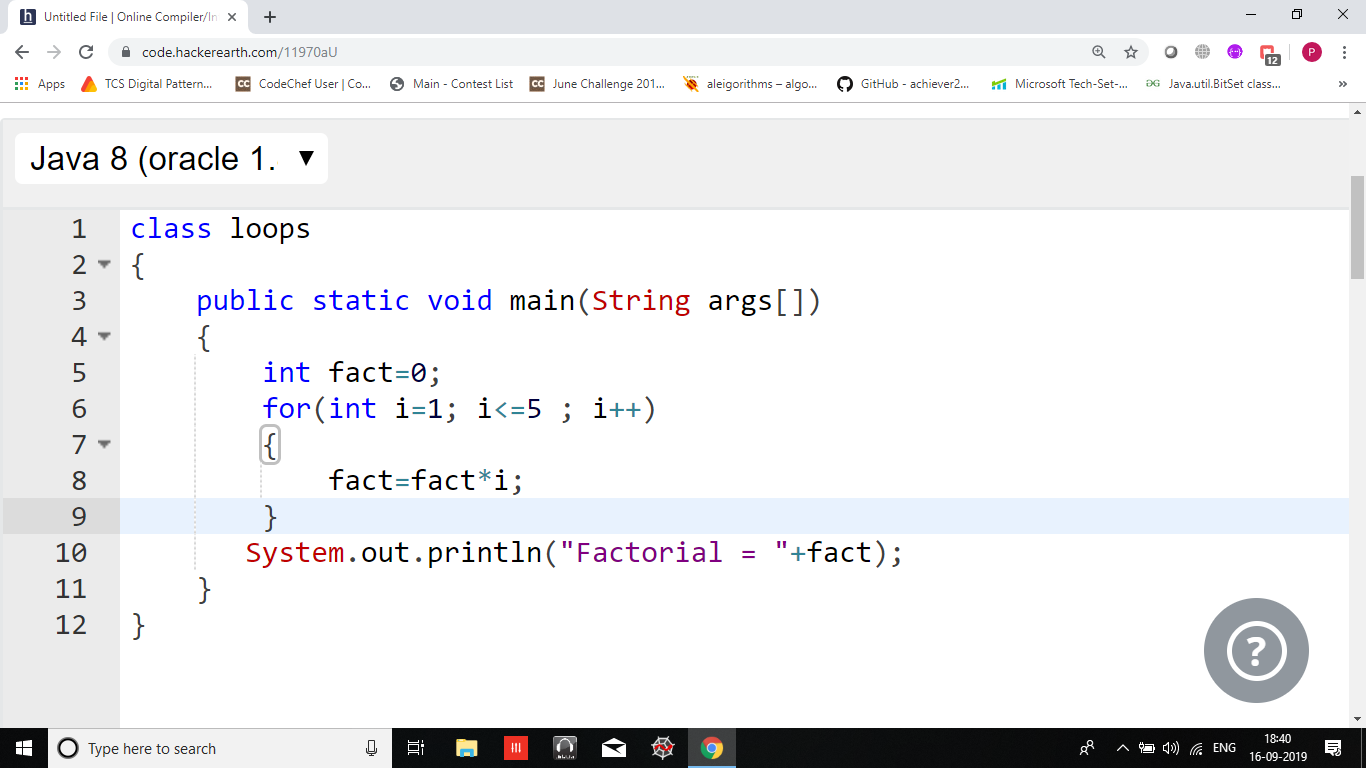 Untitled File | Online Compiler/In
code.hackerearth.com/11970aU
P
12
Apps
TCS Digital Pattern...
CC CodeChef User | Co...
Main - Contest List
CC June Challenge 201...
aleigorithms – algo...
GitHub - achiever2...
Microsoft Tech-Set-...
Java.util.BitSet class...
»
Java 8 (oracle 1. ▼
1 class loops
2 {
3 public static void main(String args[])
4 {
5 int fact=0;
6 for(int i=1; i<=5 ; i++)
7 {
8 fact=fact*i;
9 }
10 System.out.println("Factorial = "+fact);
11 }
12 }
?
Type here to search
ENG
18:40
16-09-2019